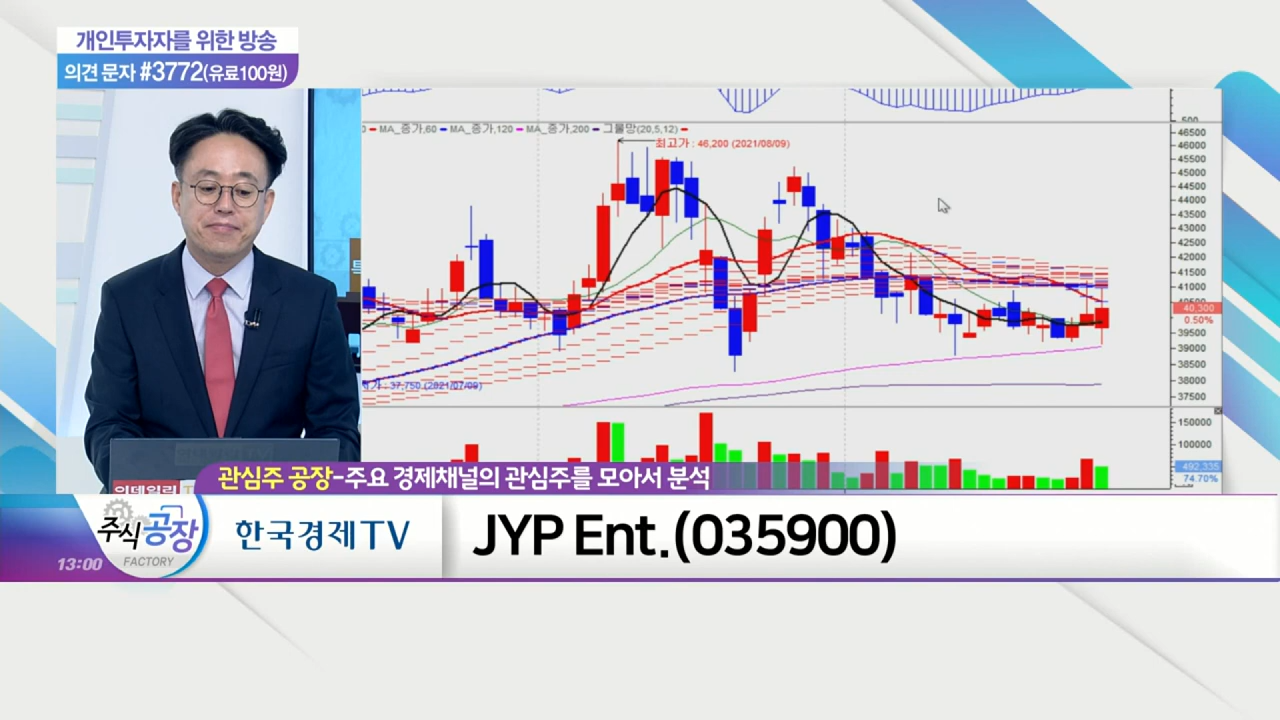 개인투자자를 위한 방송
의견 문자 #3772(유료100원)
MA_종가,60 MA_종가,120 MA_종가,200 그물망(20,5,12)
최고가 : 46,200 (2021/08/09)
: 37,750 (2021/07/09)
46500
46000
45500
45000
44500
44000
43500
43000
42500
42000
41500
41000
40,300
0.50%
39500
39000
38500
38000
37500
150000
100000
492,335
74.70%
관심주 공장-주요 경제채널의 관심주를 모아서 분석
주식공장
FACTORY
13:00
한국경제TV
JYP Ent.(035900)